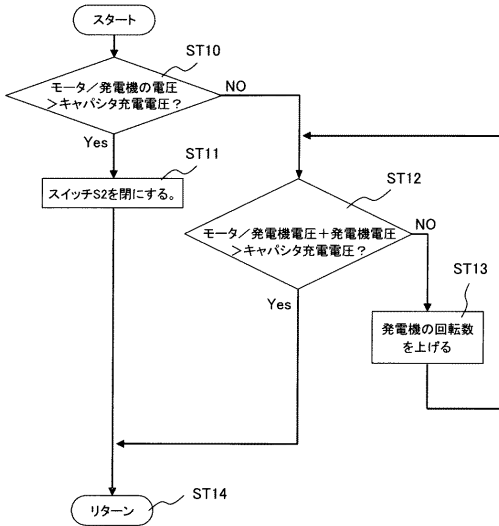 スタート
ST10
モータ／発電機の電圧
＞キャパシタ充電電圧？
NO
Yes
ST11
スイッチS2を閉にする。
ST12
モータ／発電機電圧＋発電機電圧
＞キャパシタ充電電圧？
NO
Yes
ST13
発電機の回転数
を上げる
リターン
ST14